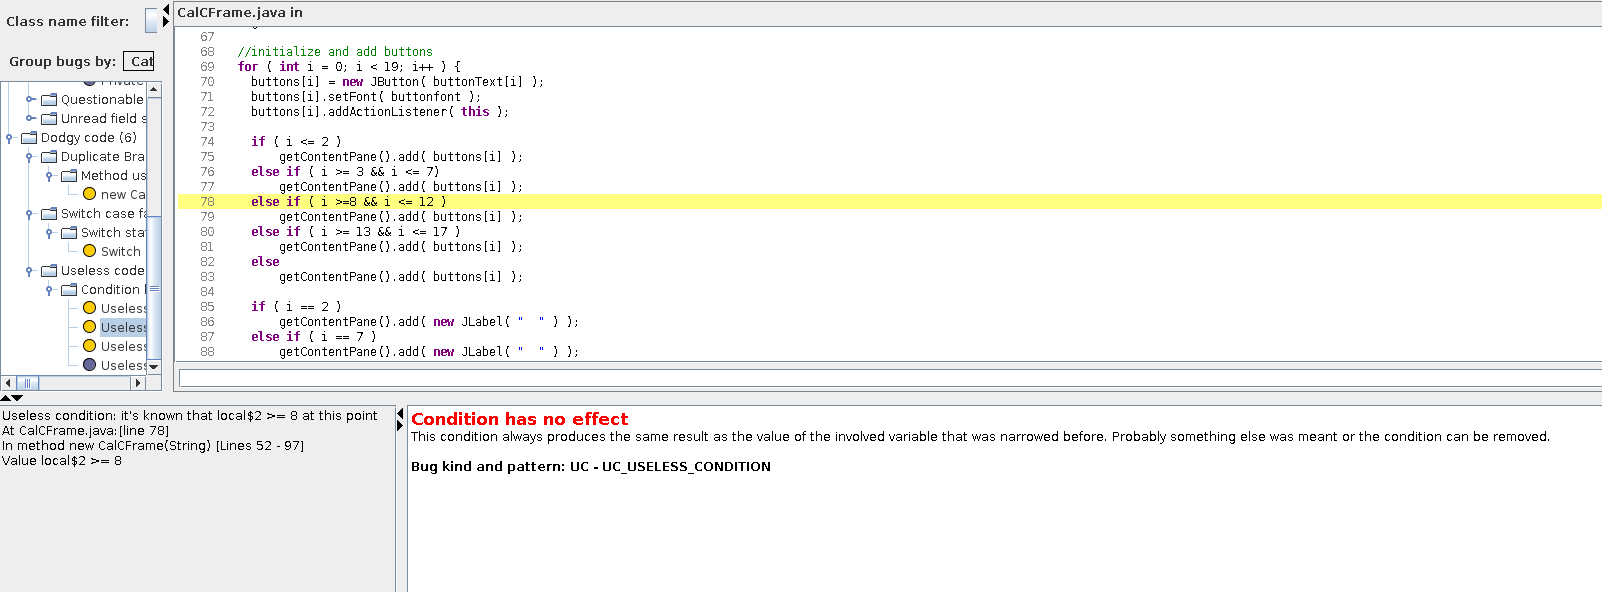 Class name filter:
Group bugs by: Cat
Private
Questionable
Unread field s
Dodgy code (6)
Duplicate Bra
Method us
new Ca
Switch case fa
Switch sta
Switch
Useless code
Condition
Useless
Useless
Useless
Useless
CalCFrame.java in
67
68 //initialize and add buttons
69 for ( int i = 0; i < 19; i++ ) {
70 buttons[i] = new JButton( buttonText[i] );
71 buttons[i].setFont( buttonfont );
72 buttons[i].addActionListener( this );
73
74 if ( i <= 2 )
75 getContentPane().add( buttons[i] );
76 else if ( i >= 3 && i <= 7)
77 getContentPane().add( buttons[i] );
78 else if ( i >=8 && i <= 12 )
79 getContentPane().add( buttons[i] );
80 else if ( i >= 13 && i <= 17 )
81 getContentPane().add( buttons[i] );
82 else
83 getContentPane().add( buttons[i] );
84
85 if ( i == 2 )
86 getContentPane().add( new JLabel( "  " ) );
87 else if ( i == 7 )
88 getContentPane().add( new JLabel( "  " ) );
Useless condition: it's known that local$2 >= 8 at this point
At CalCFrame.java:[line 78]
In method new CalCFrame(String) [Lines 52 - 97]
Value local$2 >= 8
Condition has no effect
This condition always produces the same result as the value of the involved variable that was narrowed before. Probably something else was meant or the condition can be removed.
Bug kind and pattern: UC - UC_USELESS_CONDITION